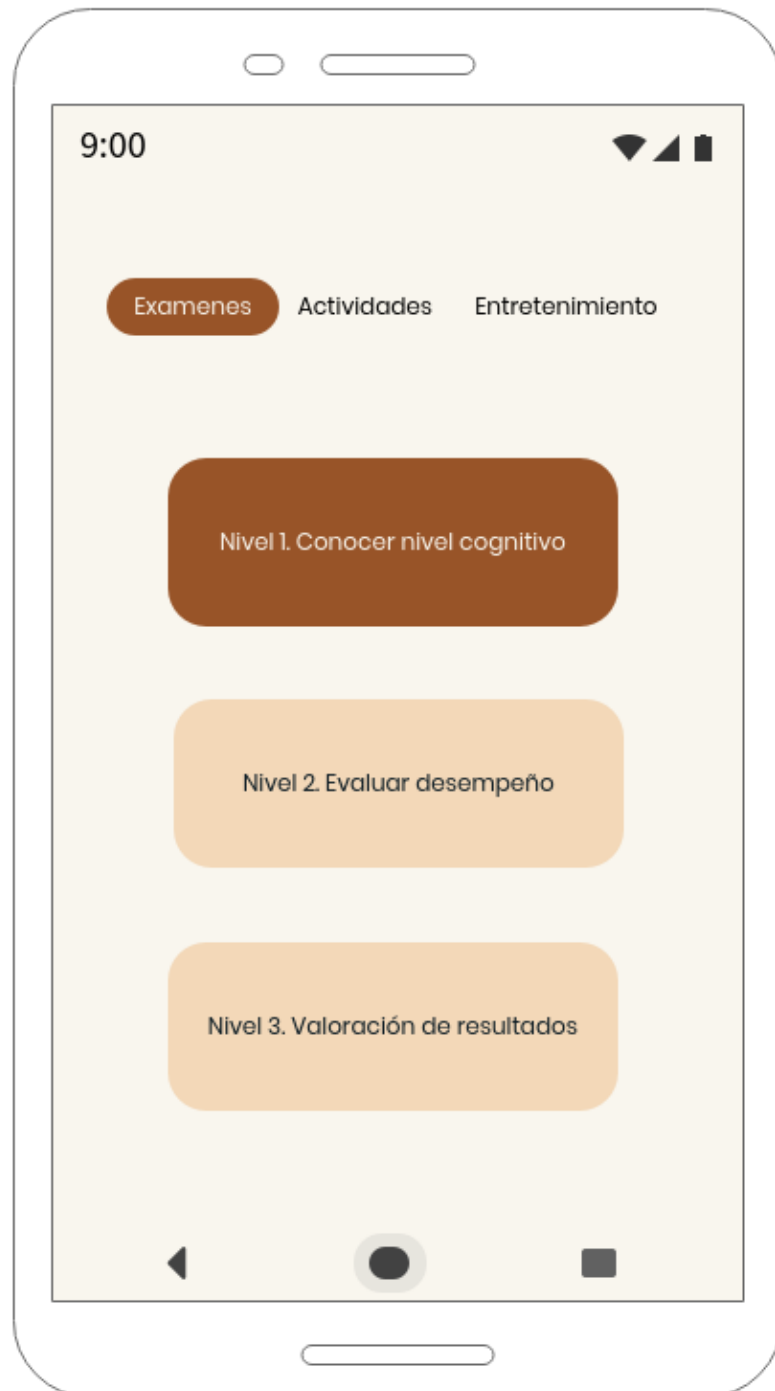 9:00
Examenes Actividades Entretenimiento
Nivel 1. Conocer nivel cognitivo
Nivel 2. Evaluar desempeño
Nivel 3. Valoración de resultados